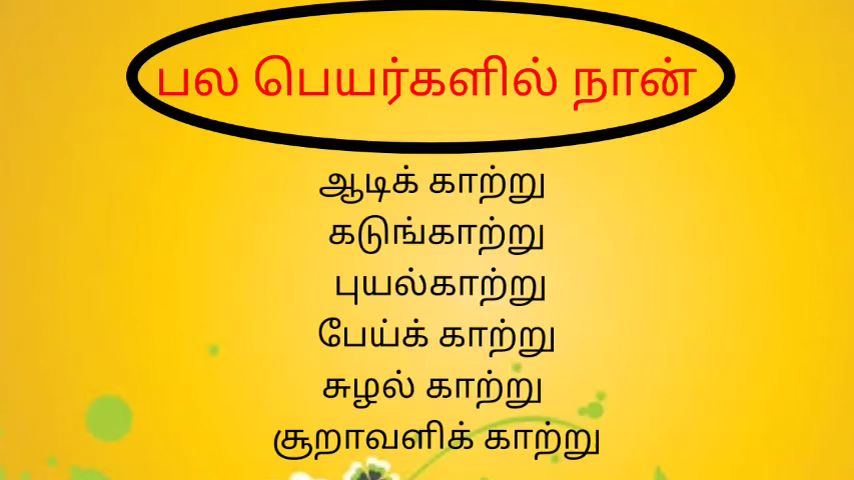 பல பெயர்களில் நான்
ஆடிக் காற்று
கடுங்காற்று
புயல்காற்று
பேய்க் காற்று
சுழல் காற்று
சூறாவளிக் காற்று